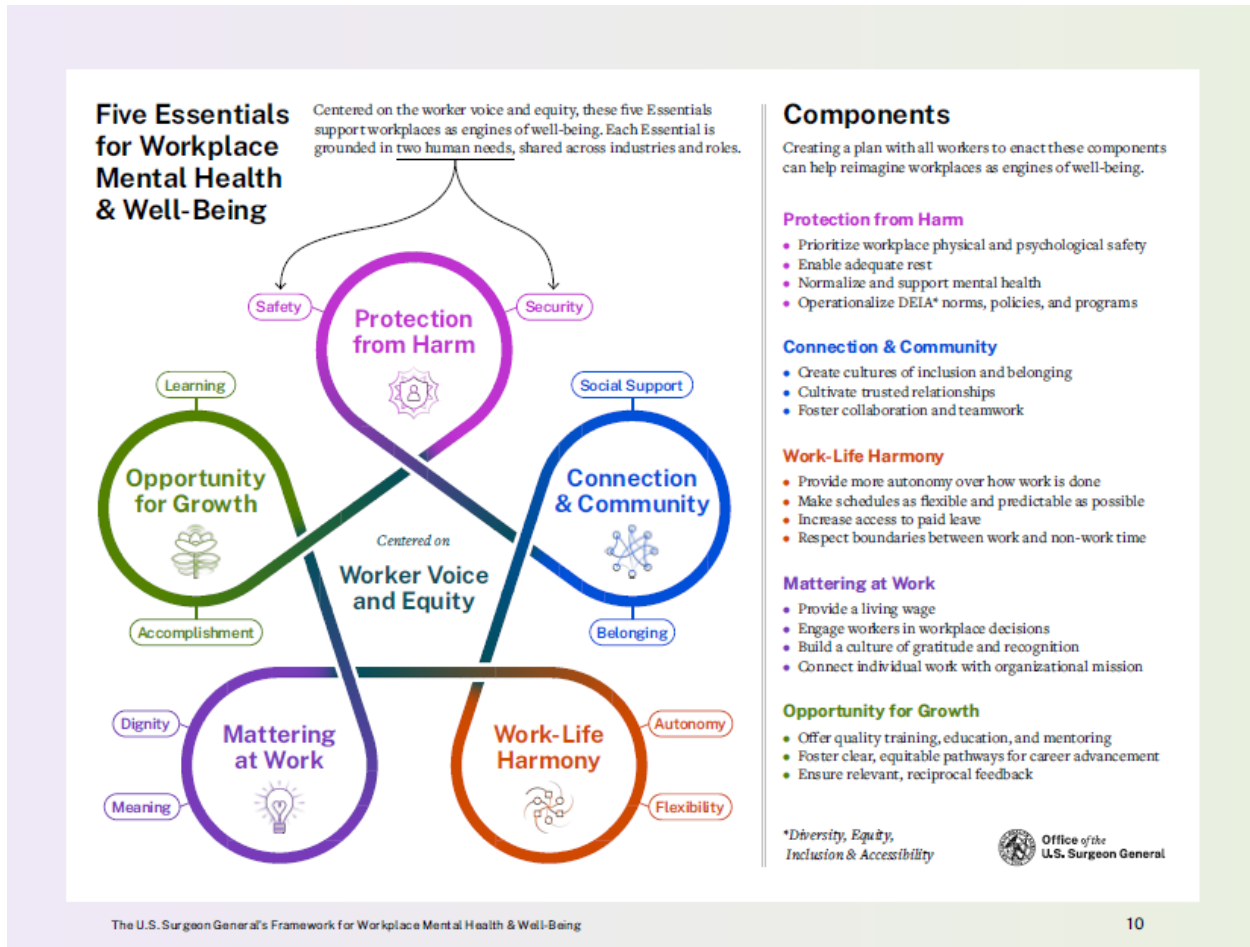 Five Essentials
for Workplace
Mental Health
& Well-Being
Centered on the worker voice and equity, these five Essentials
support workplaces as engines of well-being. Each Essential is
grounded in two human needs, shared across industries and roles.
Safety
Security
Protection
from Harm
Learning
Opportunity
for Growth
Accomplishment
Social Support
Connection
& Community
Belonging
Centered on
Worker Voice
and Equity
Dignity
Mattering
at Work
Meaning
Work-Life
Harmony
Autonomy
Flexibility
Components
Creating a plan with all workers to enact these components
can help reimagine workplaces as engines of well-being.
Protection from Harm
• Prioritize workplace physical and psychological safety
• Enable adequate rest
• Normalize and support mental health
• Operationalize DEIA* norms, policies, and programs
Connection & Community
• Create cultures of inclusion and belonging
• Cultivate trusted relationships
• Foster collaboration and teamwork
Work-Life Harmony
• Provide more autonomy over how work is done
• Make schedules as flexible and predictable as possible
• Increase access to paid leave
• Respect boundaries between work and non-work time
Mattering at Work
• Provide a living wage
• Engage workers in workplace decisions
• Build a culture of gratitude and recognition
• Connect individual work with organizational mission
Opportunity for Growth
• Offer quality training, education, and mentoring
• Foster clear, equitable pathways for career advancement
• Ensure relevant, reciprocal feedback
*Diversity, Equity,
Inclusion & Accessibility
Office of the
U.S. Surgeon General
The U.S. Surgeon General's Framework for Workplace Mental Health & Well-Being
10